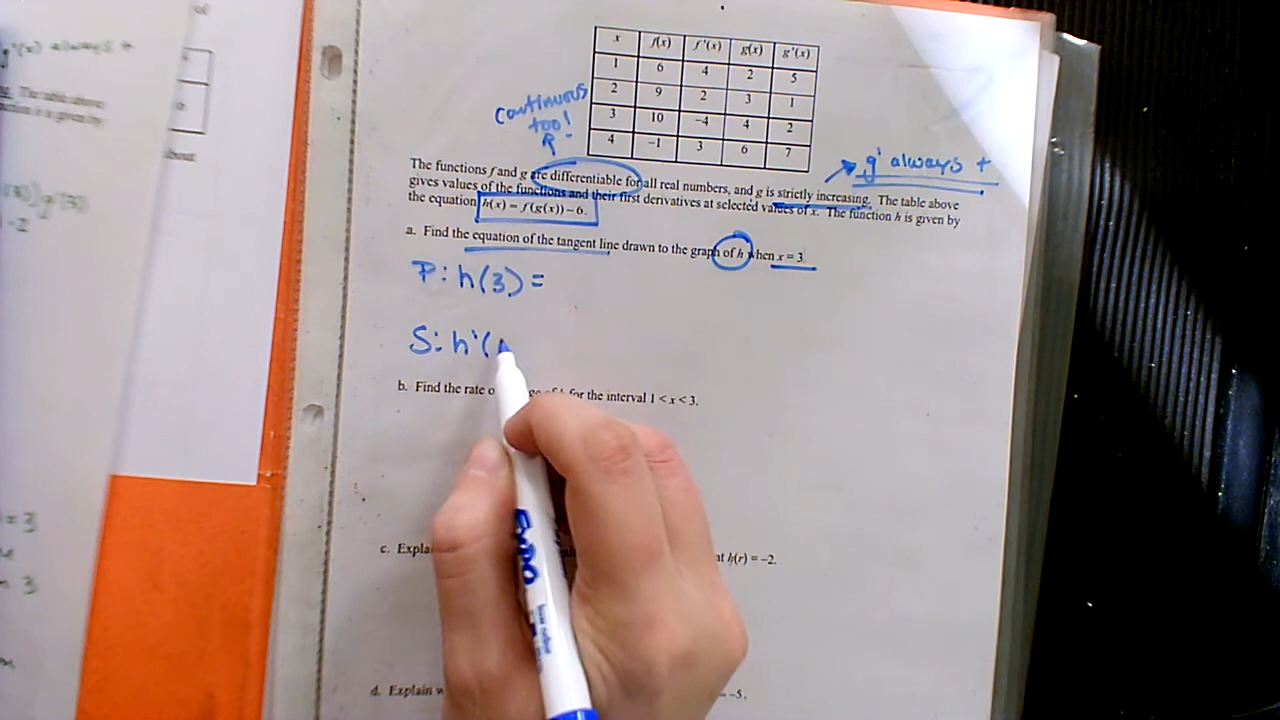 g'(x) always +
x f(x) f'(x) g(x) g'(x)
1 6 4 2 5
2 9 2 3 1
3 10 -4 4 2
4 -1 3 6 7
continuous
too!
g' always +
The functions f and g are differentiable for all real numbers, and g is strictly increasing. The table above
gives values of the functions and their first derivatives at selected values of x. The function h is given by
the equation h(x) = f(g(x)) – 6.
a. Find the equation of the tangent line drawn to the graph of h when x = 3.
P: h(3) =
S: h'(
b. Find the rate of for the interval 1 < x < 3.
c. at h(r) = –2.
d. Explain –5.
EXPO